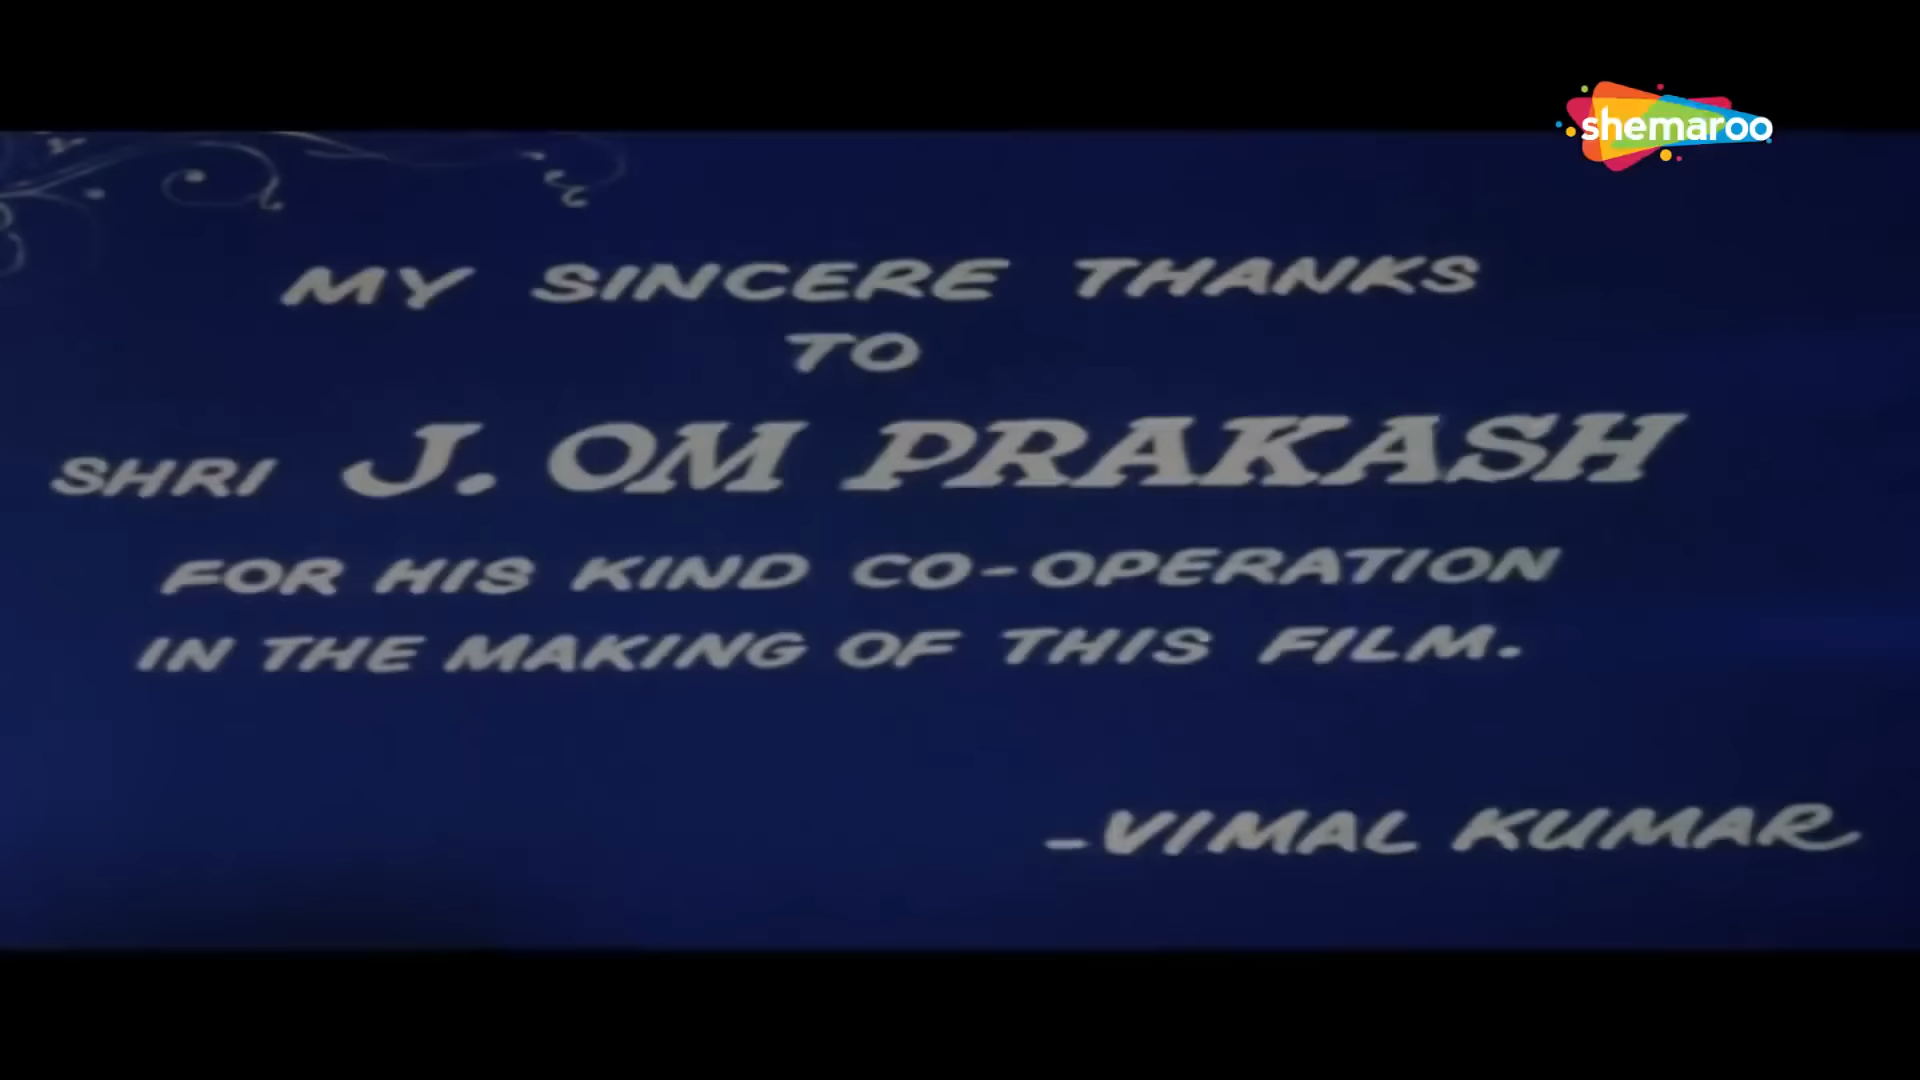 shemaroo
MY SINCERE THANKS
TO
SHRI J. OM PRAKASH
FOR HIS KIND CO-OPERATION
IN THE MAKING OF THIS FILM.
-VIMAL KUMAR